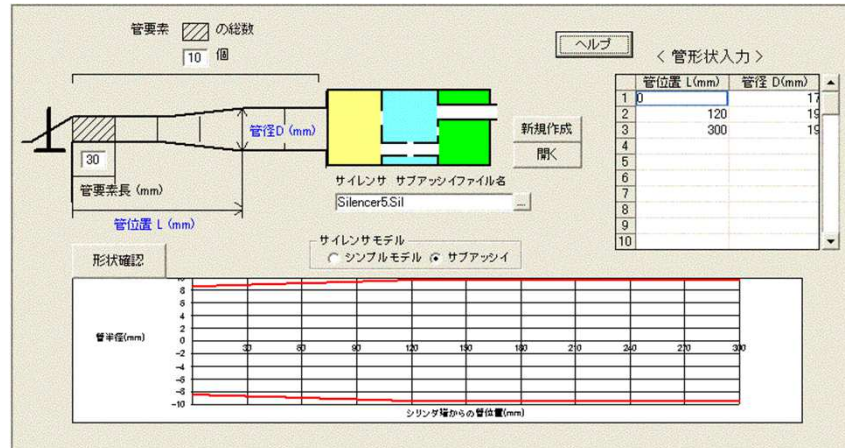 管要素 の総数
10 個
ヘルプ
< 管形状入力 >
管位置 L(mm) 管径 D(mm)
1 0 17
2 120 19
3 300 19
4
5
6
7
8
9
10
管径D (mm)
新規作成
開く
30
管要素長 (mm)
サイレンサ サブアッシイファイル名
Silencer5.Sil ...
管位置 L (mm)
サイレンサモデル
シンプルモデル サブアッシイ
形状確認
10
8
6
4
2
0
-2
-4
-6
-8
-10
管半径(mm)
30 60 90 120 150 180 210 240 270 300
シリンダ端からの管位置(mm)